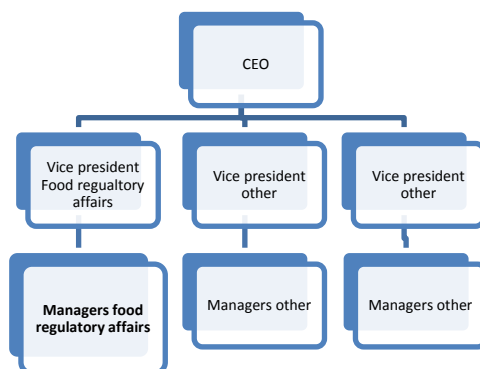 CEO
Vice president
Food regualtory
affairs
Vice president
other
Vice president
other
Managers food
regulatory affairs
Managers other
Managers other